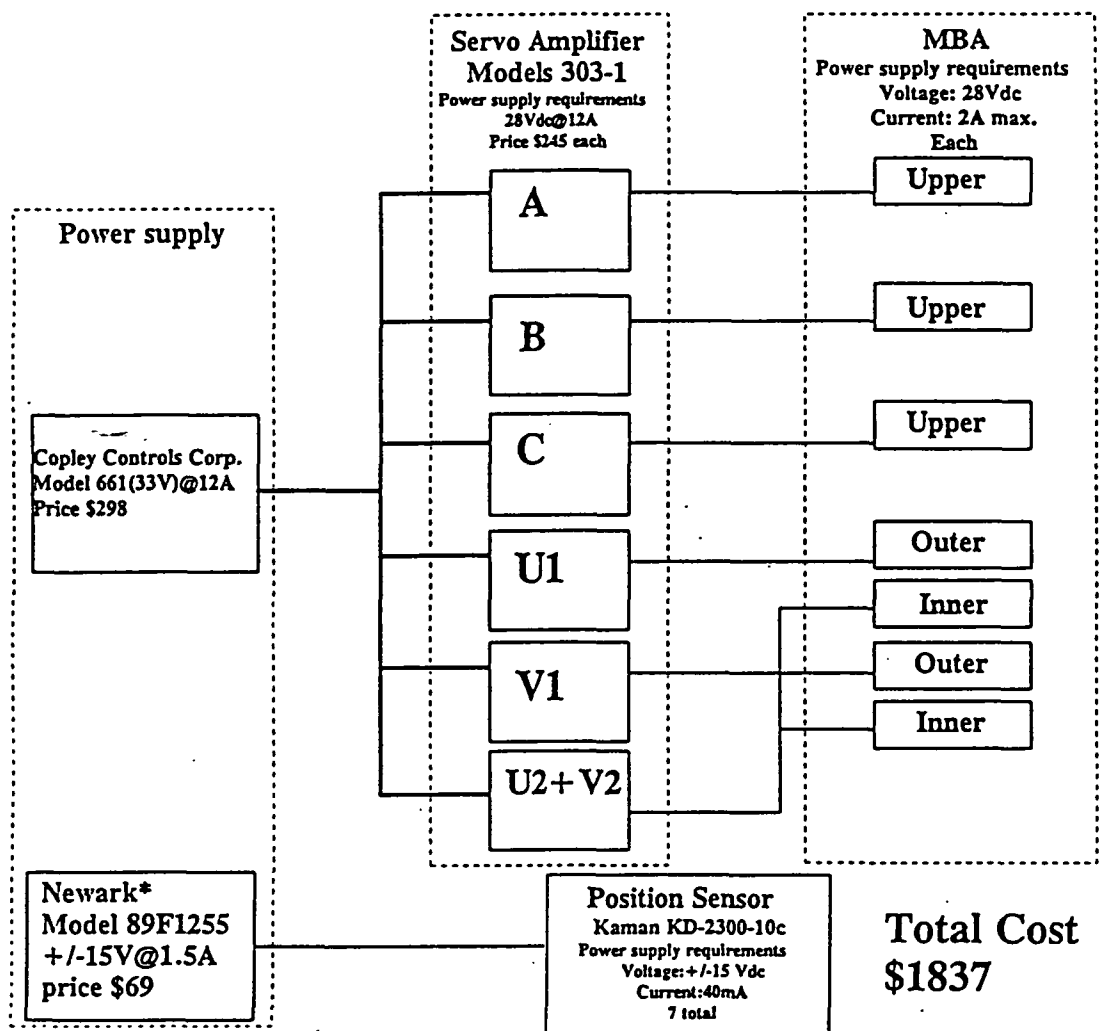 Power supply
Copley Controls Corp.
Model 661(33V)@12A
Price $298
Newark*
Model 89F1255
+/-15V@1.5A
price $69
Servo Amplifier
Models 303-1
Power supply requirements
28Vdc@12A
Price $245 each
A
B
C
U1
V1
U2+V2
MBA
Power supply requirements
Voltage: 28Vdc
Current: 2A max.
Each
Upper
Upper
Upper
Outer
Inner
Outer
Inner
Position Sensor
Kaman KD-2300-10c
Power supply requirements
Voltage:+/-15 Vdc
Current:40mA
7 total
Total Cost
$1837